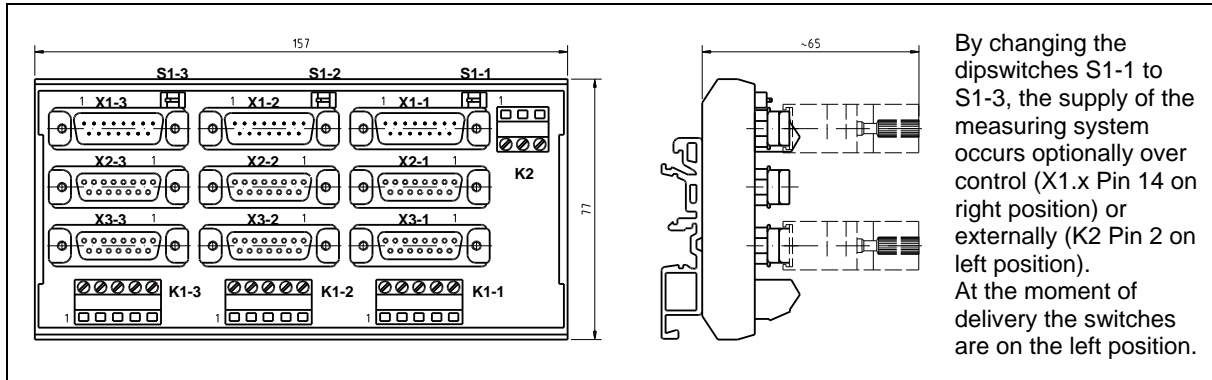 157
~65
S1-3 S1-2 S1-1
1 X1-3 1 X1-2 1 X1-1 1
X2-3 1 X2-2 1 X2-1 1
K2
X3-3 1 X3-2 1 X3-1 1
77
K1-3 K1-2 K1-1
1 1 1
By changing the
dipswitches S1-1 to
S1-3, the supply of the
measuring system
occurs optionally over
control (X1.x Pin 14 on
right position) or
externally (K2 Pin 2 on
left position).
At the moment of
delivery the switches
are on the left position.